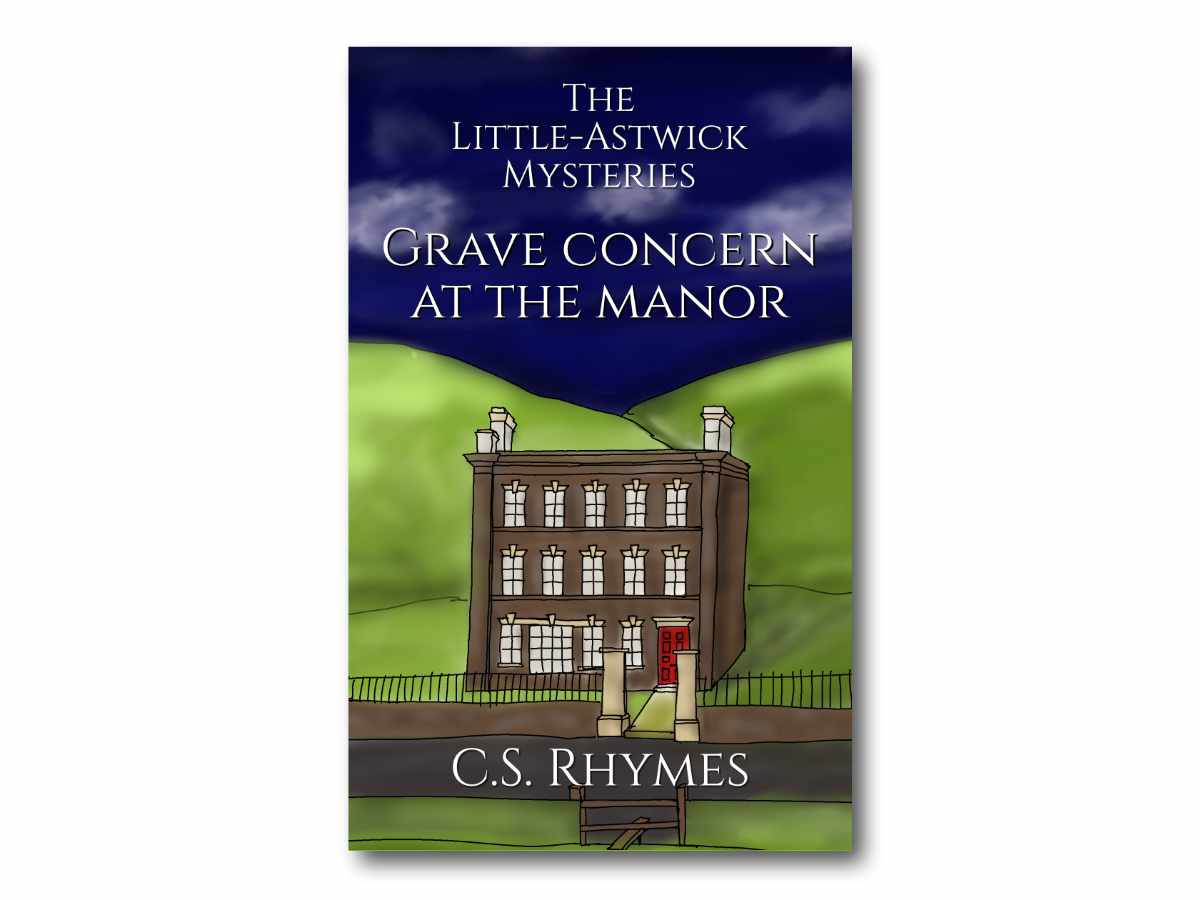 The
Little-Astwick
Mysteries
Grave concern
at the manor
C.S. Rhymes